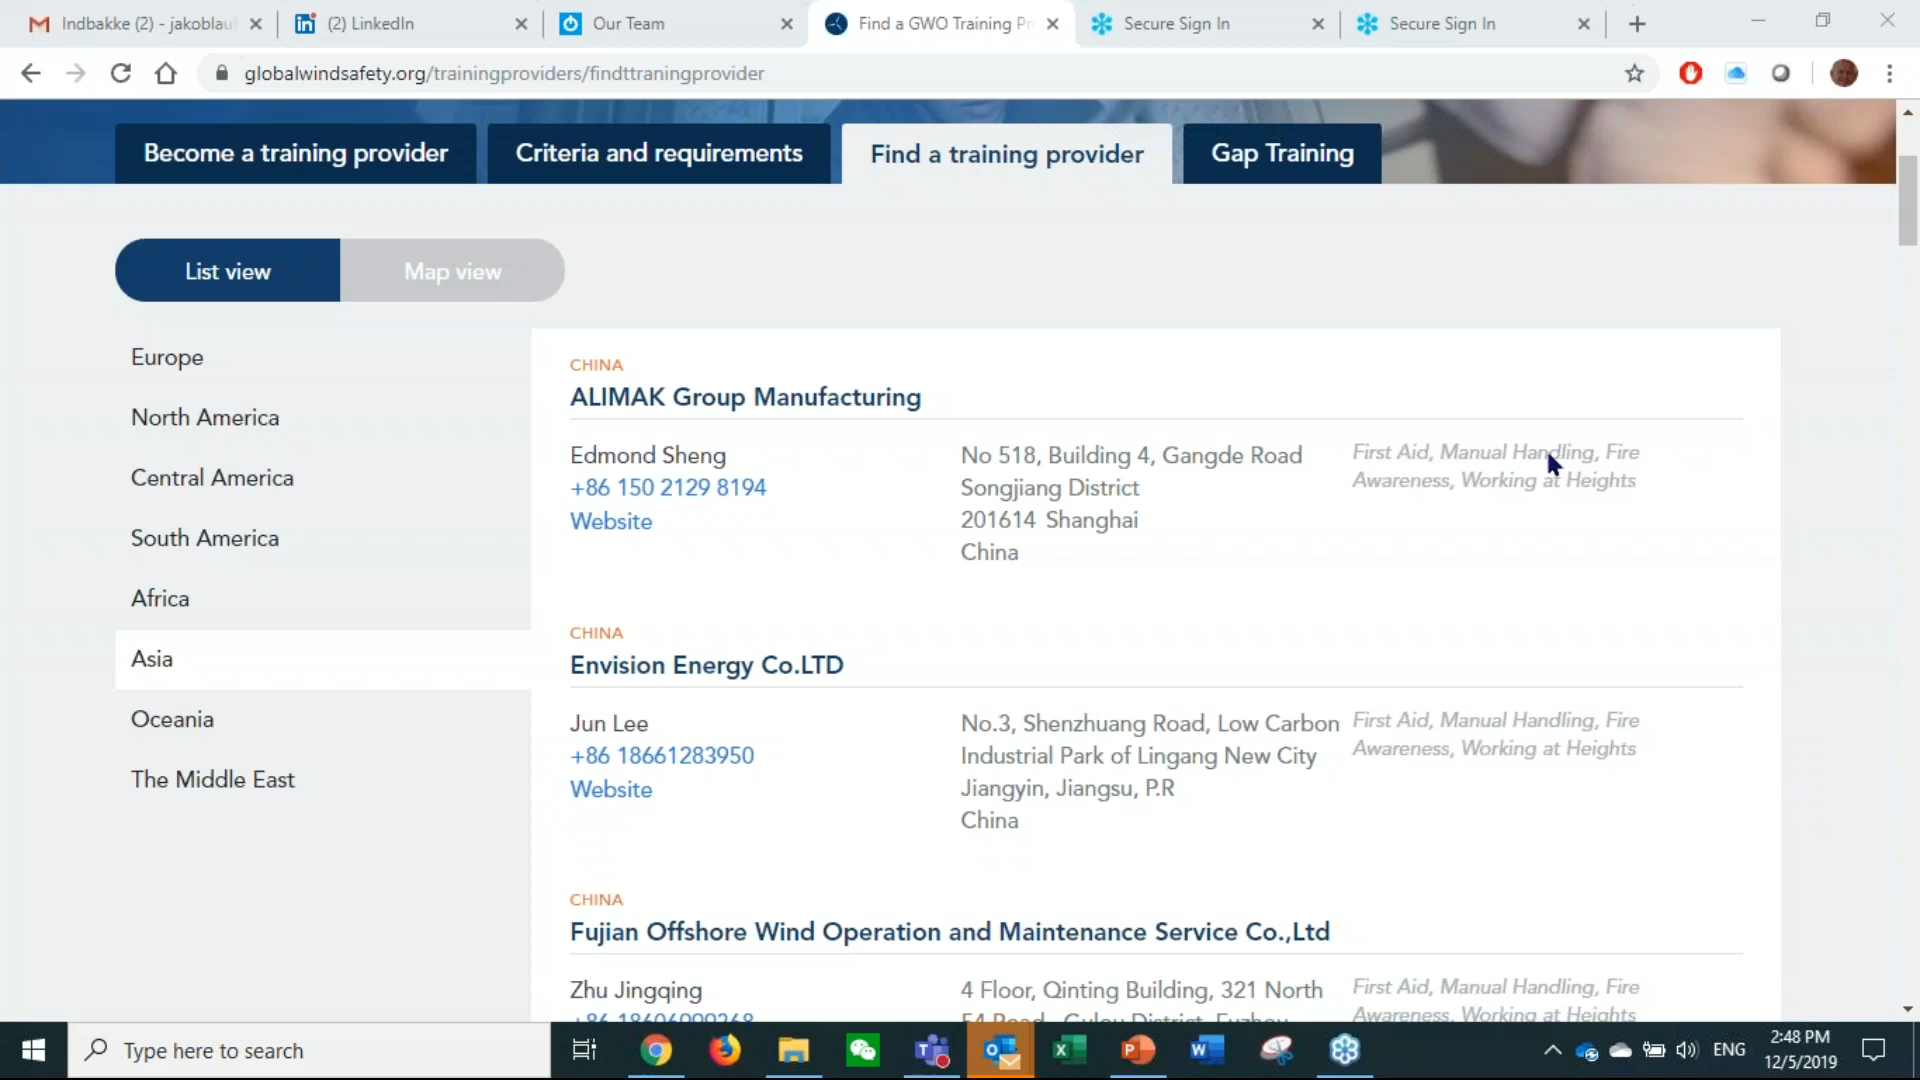 Indbakke (2) - jakoblau
(2) LinkedIn
Our Team
Find a GWO Training Pr
Secure Sign In
Secure Sign In
globalwindsafety.org/trainingproviders/findttraningprovider
Become a training provider
Criteria and requirements
Find a training provider
Gap Training
List view
Map view
Europe
North America
Central America
South America
Africa
Asia
Oceania
The Middle East
CHINA
ALIMAK Group Manufacturing
Edmond Sheng
+86 150 2129 8194
Website
No 518, Building 4, Gangde Road
Songjiang District
201614 Shanghai
China
First Aid, Manual Handling, Fire
Awareness, Working at Heights
CHINA
Envision Energy Co.LTD
Jun Lee
+86 18661283950
Website
No.3, Shenzhuang Road, Low Carbon
Industrial Park of Lingang New City
Jiangyin, Jiangsu, P.R
China
First Aid, Manual Handling, Fire
Awareness, Working at Heights
CHINA
Fujian Offshore Wind Operation and Maintenance Service Co.,Ltd
Zhu Jingqing
4 Floor, Qinting Building, 321 North
First Aid, Manual Handling, Fire
Awareness, Working at Heights
Type here to search
ENG
2:48 PM
12/5/2019